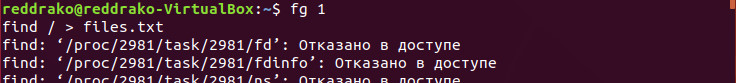 reddrako@reddrako-VirtualBox:~$ fg 1
find / > files.txt
find: ‘/proc/2981/task/2981/fd’: Отказано в доступе
find: ‘/proc/2981/task/2981/fdinfo’: Отказано в доступе
find: ‘/proc/2981/task/2981/ns’: Отказано в доступе